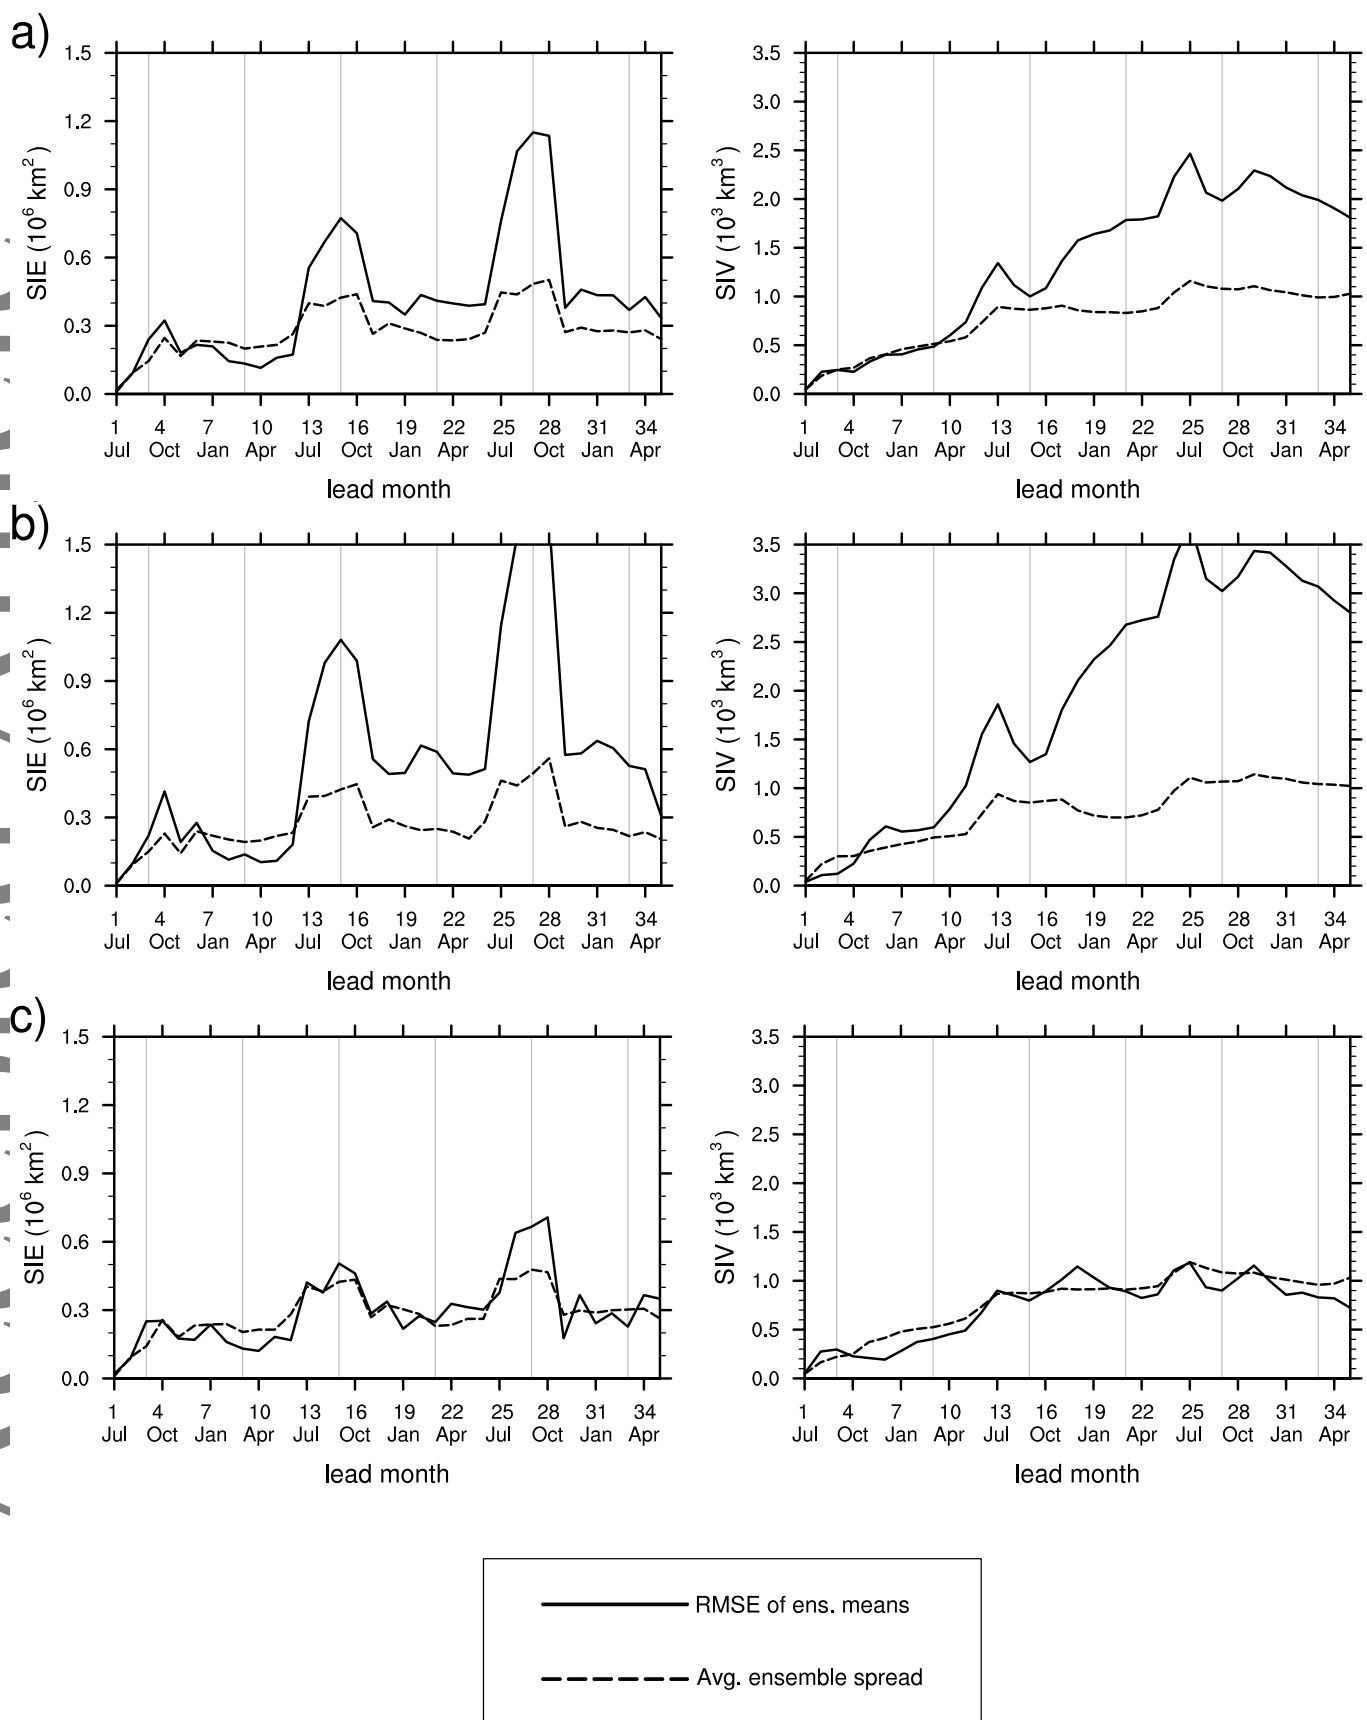 a)
1.5
1.2
0.9
0.6
0.3
0.0
SIE (10⁶ km²)
1 4 7 10 13 16 19 22 25 28 31 34
Jul Oct Jan Apr Jul Oct Jan Apr Jul Oct Jan Apr
lead month
3.5
3.0
2.5
2.0
1.5
1.0
0.5
0.0
SIV (10³ km³)
1 4 7 10 13 16 19 22 25 28 31 34
Jul Oct Jan Apr Jul Oct Jan Apr Jul Oct Jan Apr
lead month
b)
1.5
1.2
0.9
0.6
0.3
0.0
SIE (10⁶ km²)
1 4 7 10 13 16 19 22 25 28 31 34
Jul Oct Jan Apr Jul Oct Jan Apr Jul Oct Jan Apr
lead month
3.5
3.0
2.5
2.0
1.5
1.0
0.5
0.0
SIV (10³ km³)
1 4 7 10 13 16 19 22 25 28 31 34
Jul Oct Jan Apr Jul Oct Jan Apr Jul Oct Jan Apr
lead month
c)
1.5
1.2
0.9
0.6
0.3
0.0
SIE (10⁶ km²)
1 4 7 10 13 16 19 22 25 28 31 34
Jul Oct Jan Apr Jul Oct Jan Apr Jul Oct Jan Apr
lead month
3.5
3.0
2.5
2.0
1.5
1.0
0.5
0.0
SIV (10³ km³)
1 4 7 10 13 16 19 22 25 28 31 34
Jul Oct Jan Apr Jul Oct Jan Apr Jul Oct Jan Apr
lead month
RMSE of ens. means
Avg. ensemble spread